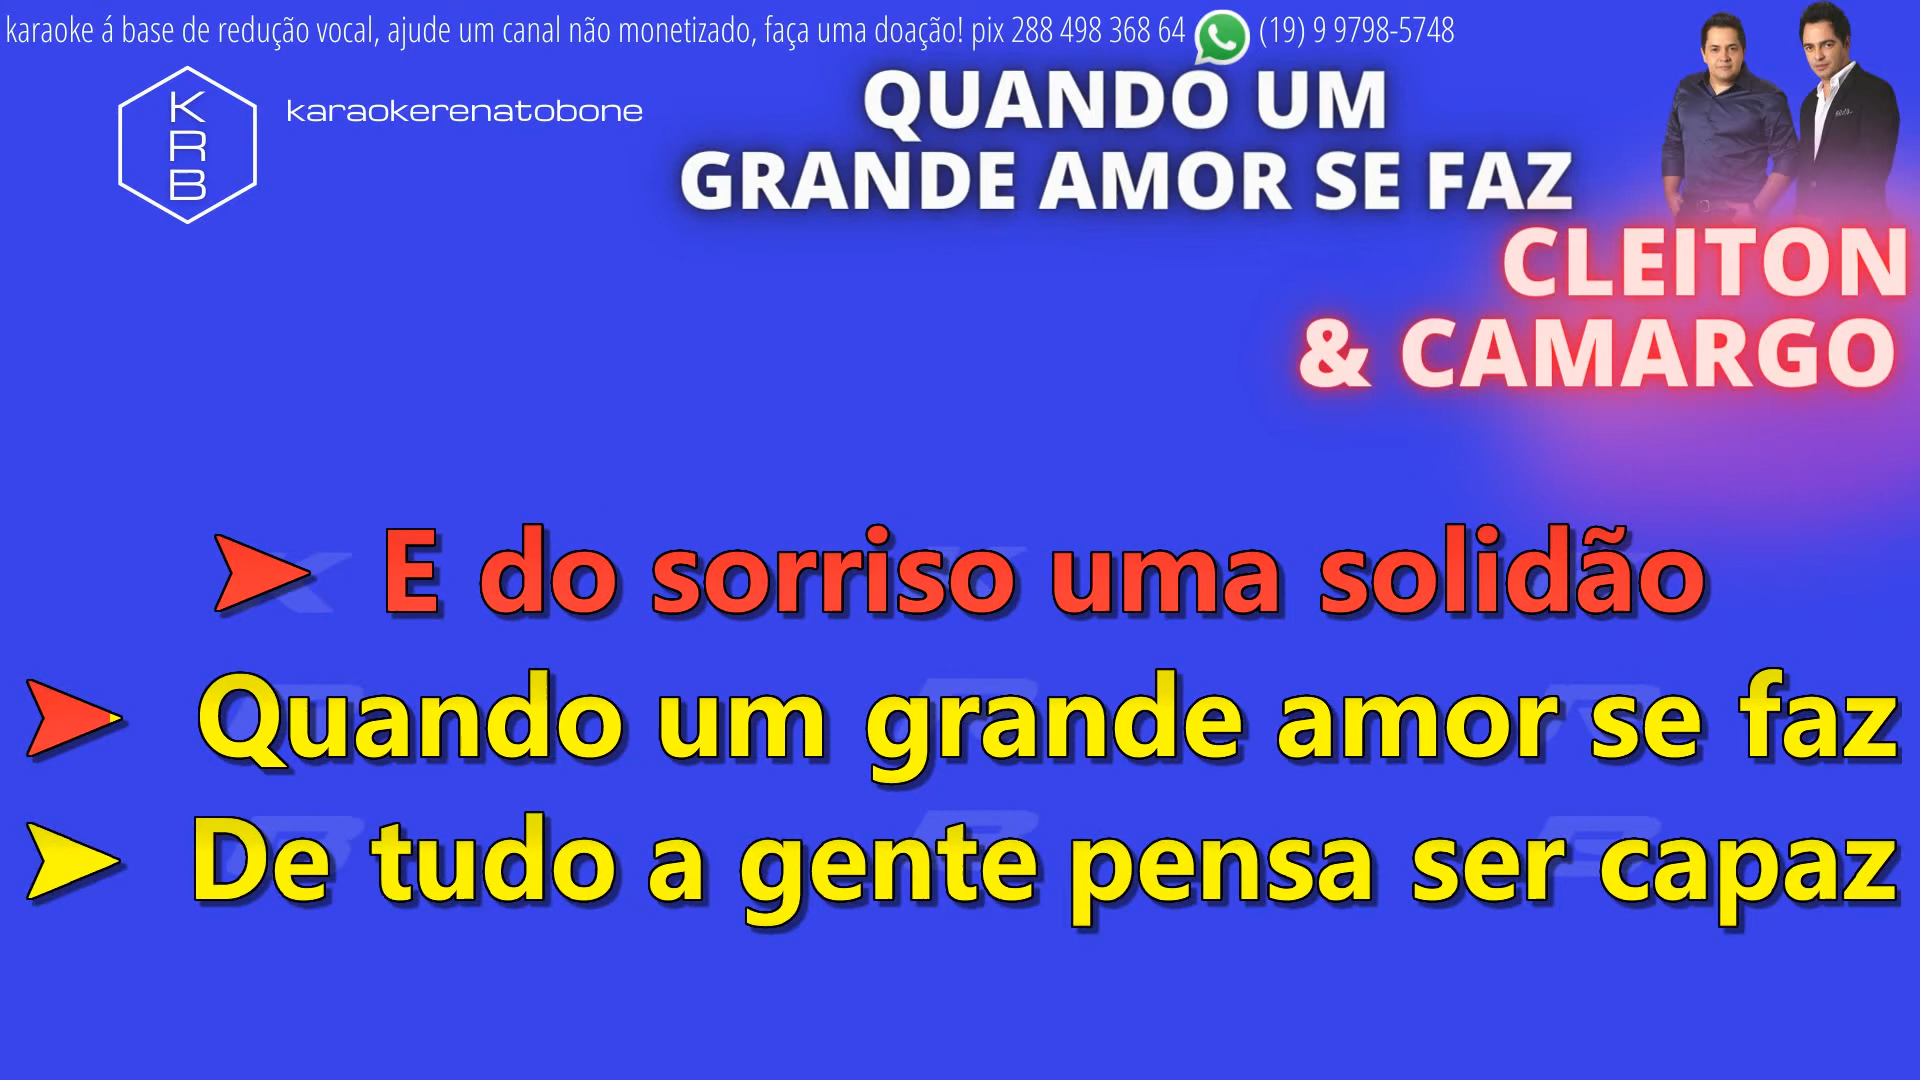 karaoke á base de redução vocal, ajude um canal não monetizado, faça uma doação! pix 288 498 368 64 (19) 9 9798-5748
K
R
B
karaokerenatobone
QUANDO UM
GRANDE AMOR SE FAZ
CLEITON
& CAMARGO
➤ E do sorriso uma solidão
➤ Quando um grande amor se faz
➤ De tudo a gente pensa ser capaz